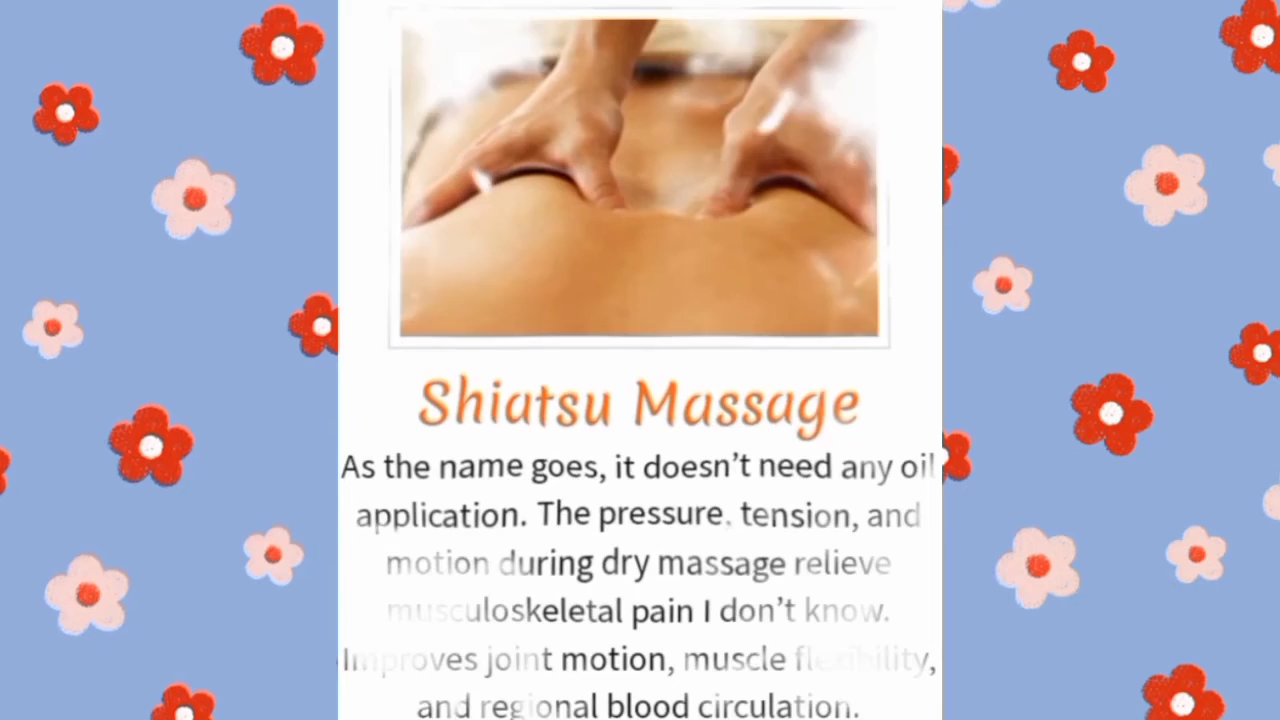 Shiatsu Massage
As the name goes, it doesn't need any oil
application. The pressure, tension, and
motion during dry massage relieve
musculoskeletal pain I don't know.
Improves joint motion, muscle flexibility,
and regional blood circulation.